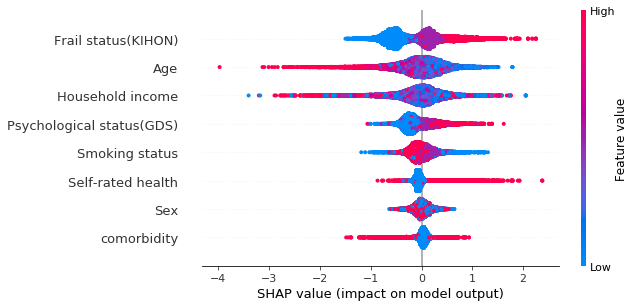 High
Frail status(KIHON)
Age
Household income
Psychological status(GDS)
Smoking status
Self-rated health
Sex
comorbidity
Feature value
Low
−4 −3 −2 −1 0 1 2
SHAP value (impact on model output)